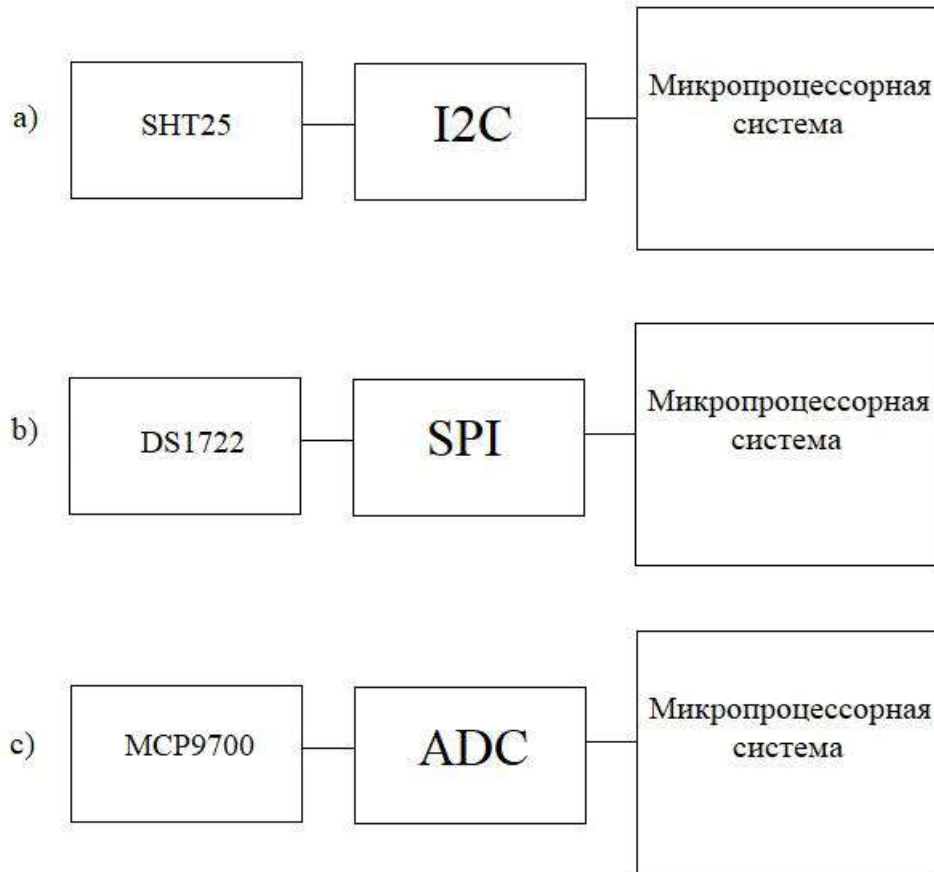 a)
SHT25
I2C
Микропроцессорная
система
b)
DS1722
SPI
Микропроцессорная
система
c)
MCP9700
ADC
Микропроцессорная
система